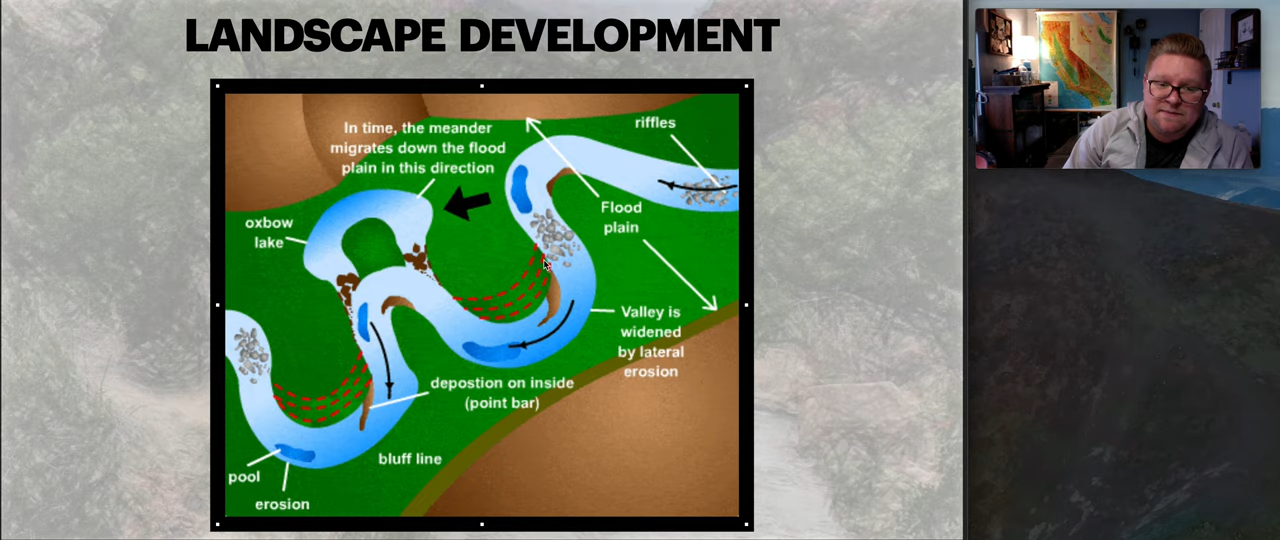 LANDSCAPE DEVELOPMENT
In time, the meander
migrates down the flood
plain in this direction
riffles
oxbow
lake
Flood
plain
Valley is
widened
by lateral
erosion
depostion on inside
(point bar)
bluff line
pool
erosion